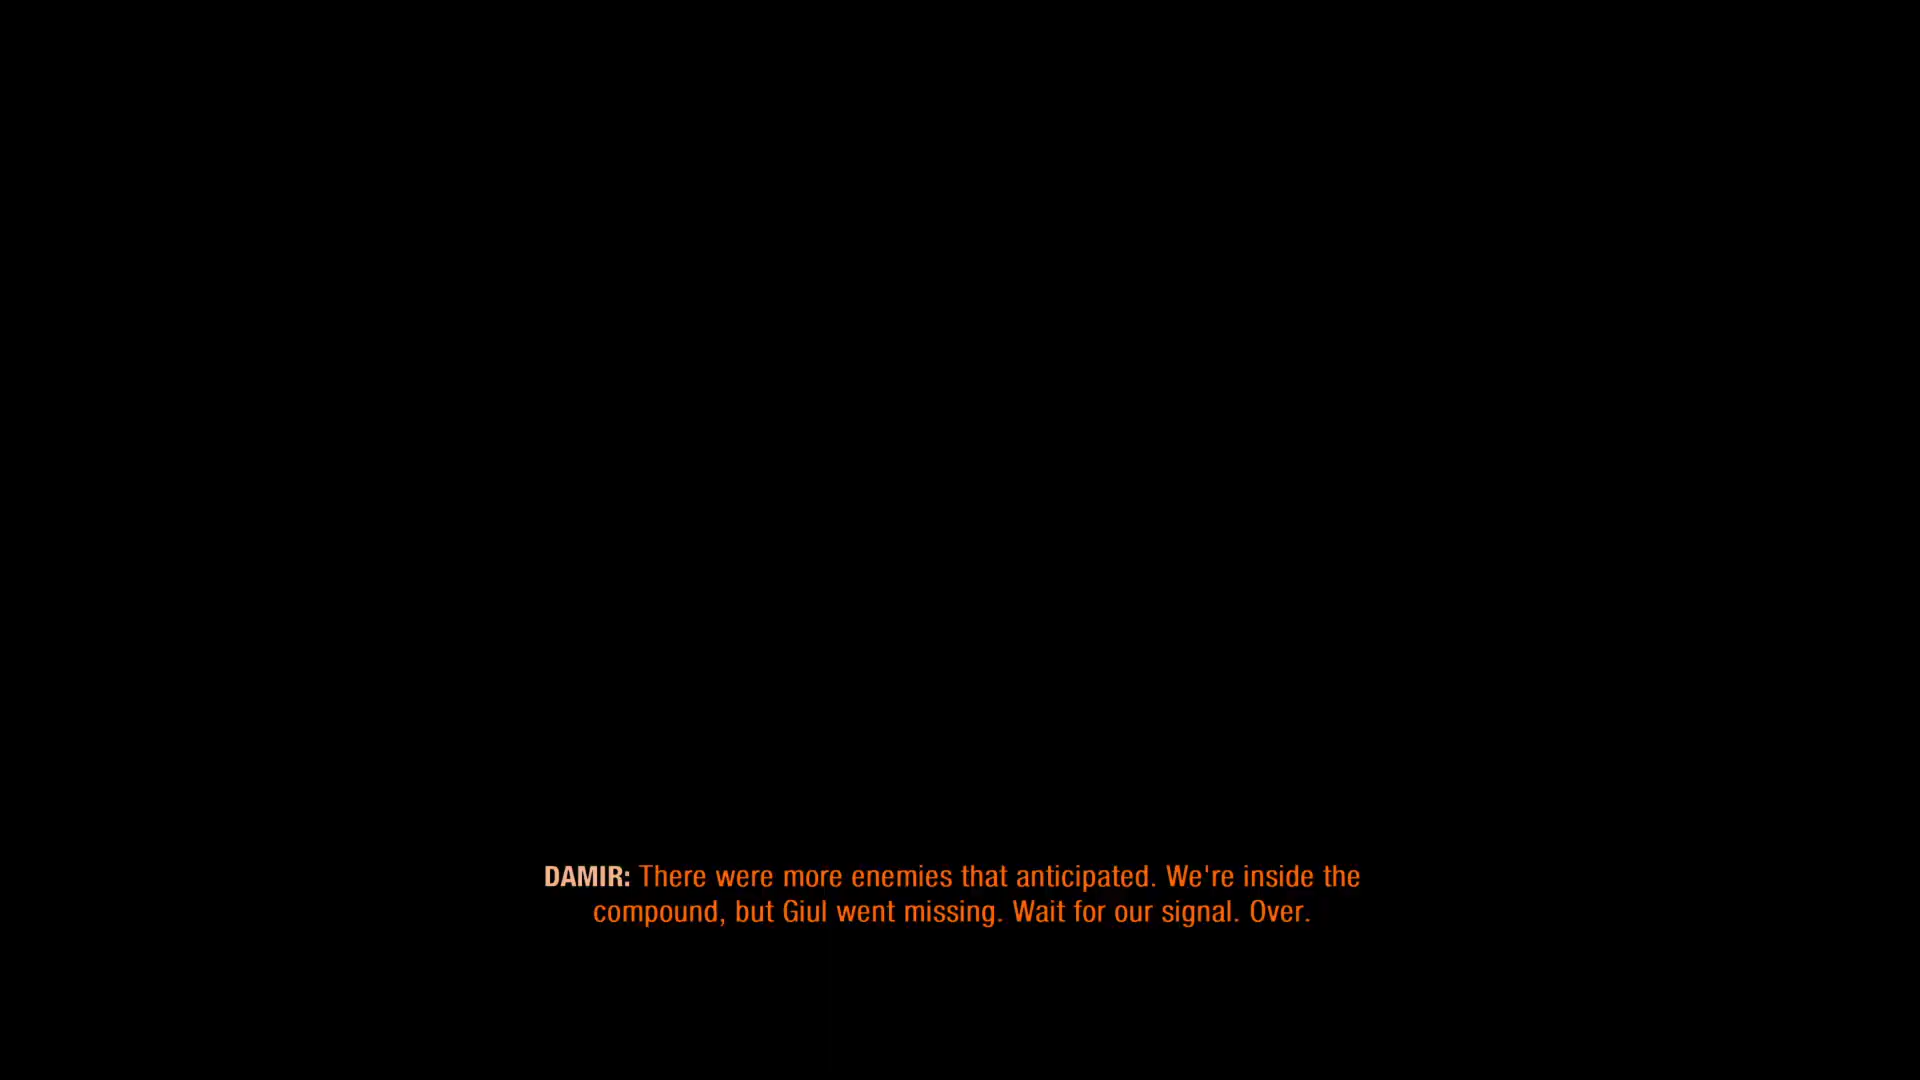 DAMIR: There were more enemies that anticipated. We're inside the
compound, but Giul went missing. Wait for our signal. Over.